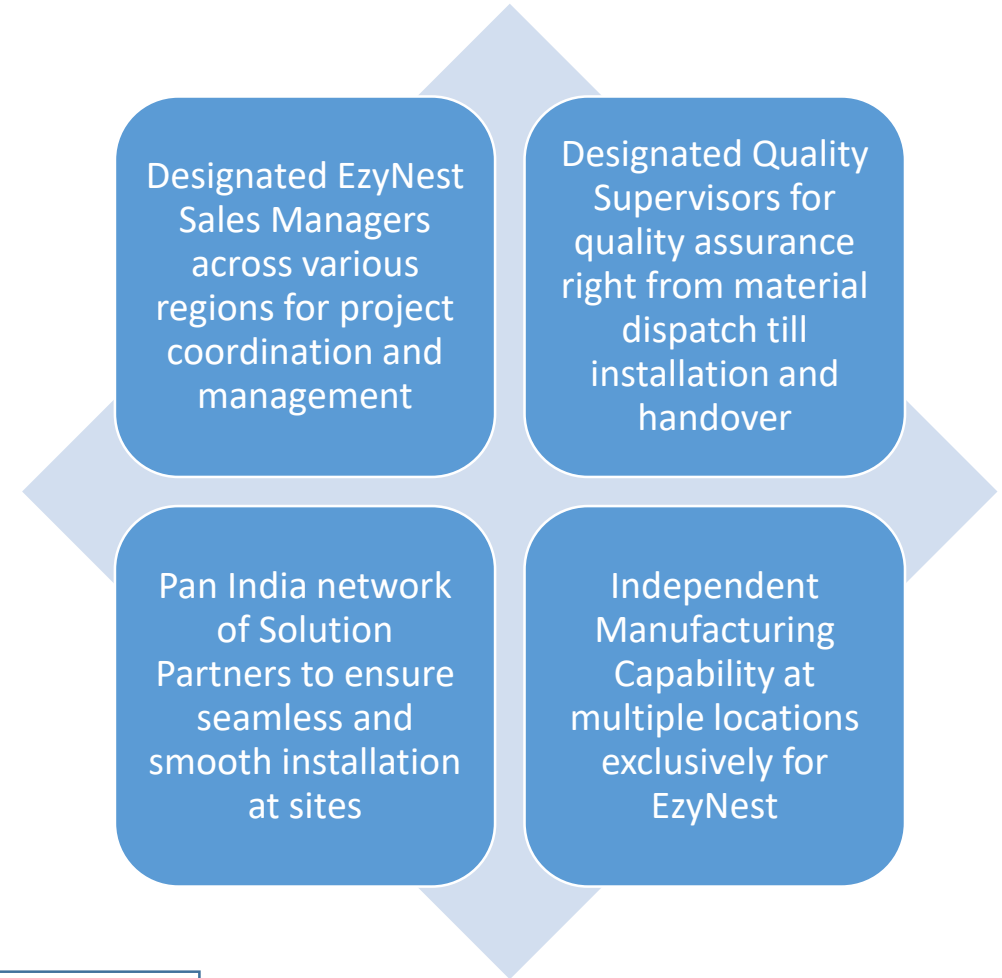 Designated EzyNest
Sales Managers
across various
regions for project
coordination and
management
Designated Quality
Supervisors for
quality assurance
right from material
dispatch till
installation and
handover
Pan India network
of Solution
Partners to ensure
seamless and
smooth installation
at sites
Independent
Manufacturing
Capability at
multiple locations
exclusively for
EzyNest